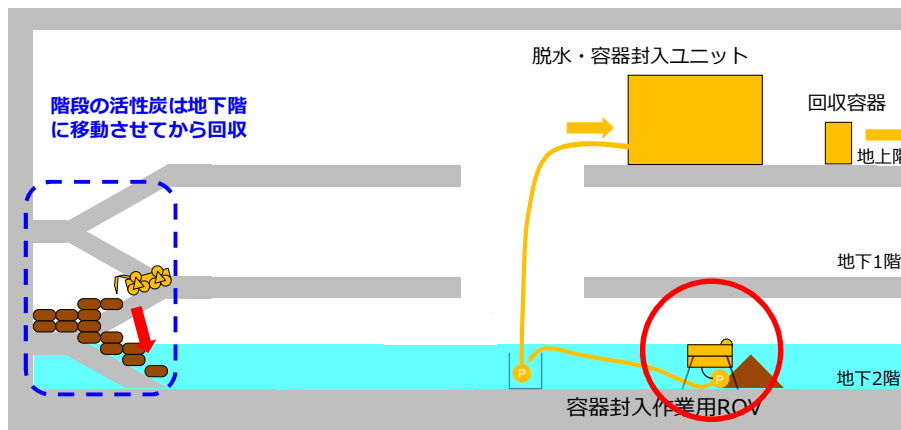 脱水・容器封入ユニット
階段の活性炭は地下階
に移動させてから回収
回収容器
地上階
地下1階
P
P
地下2階
容器封入作業用ROV